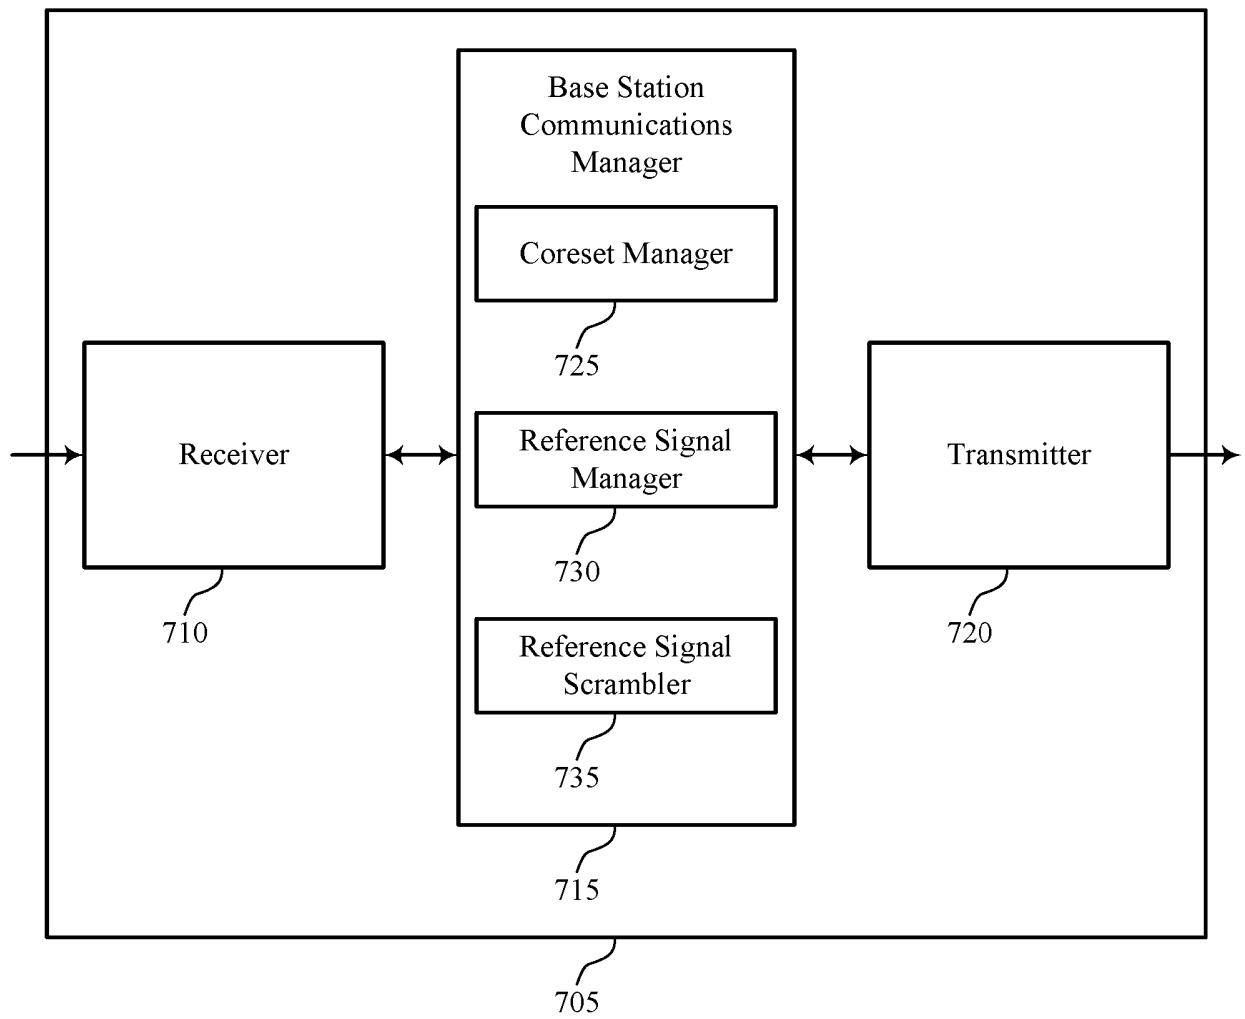 Base Station
Communications
Manager
Coreset Manager
725
Receiver
710
Reference Signal
Manager
730
Transmitter
720
Reference Signal
Scrambler
735
715
705